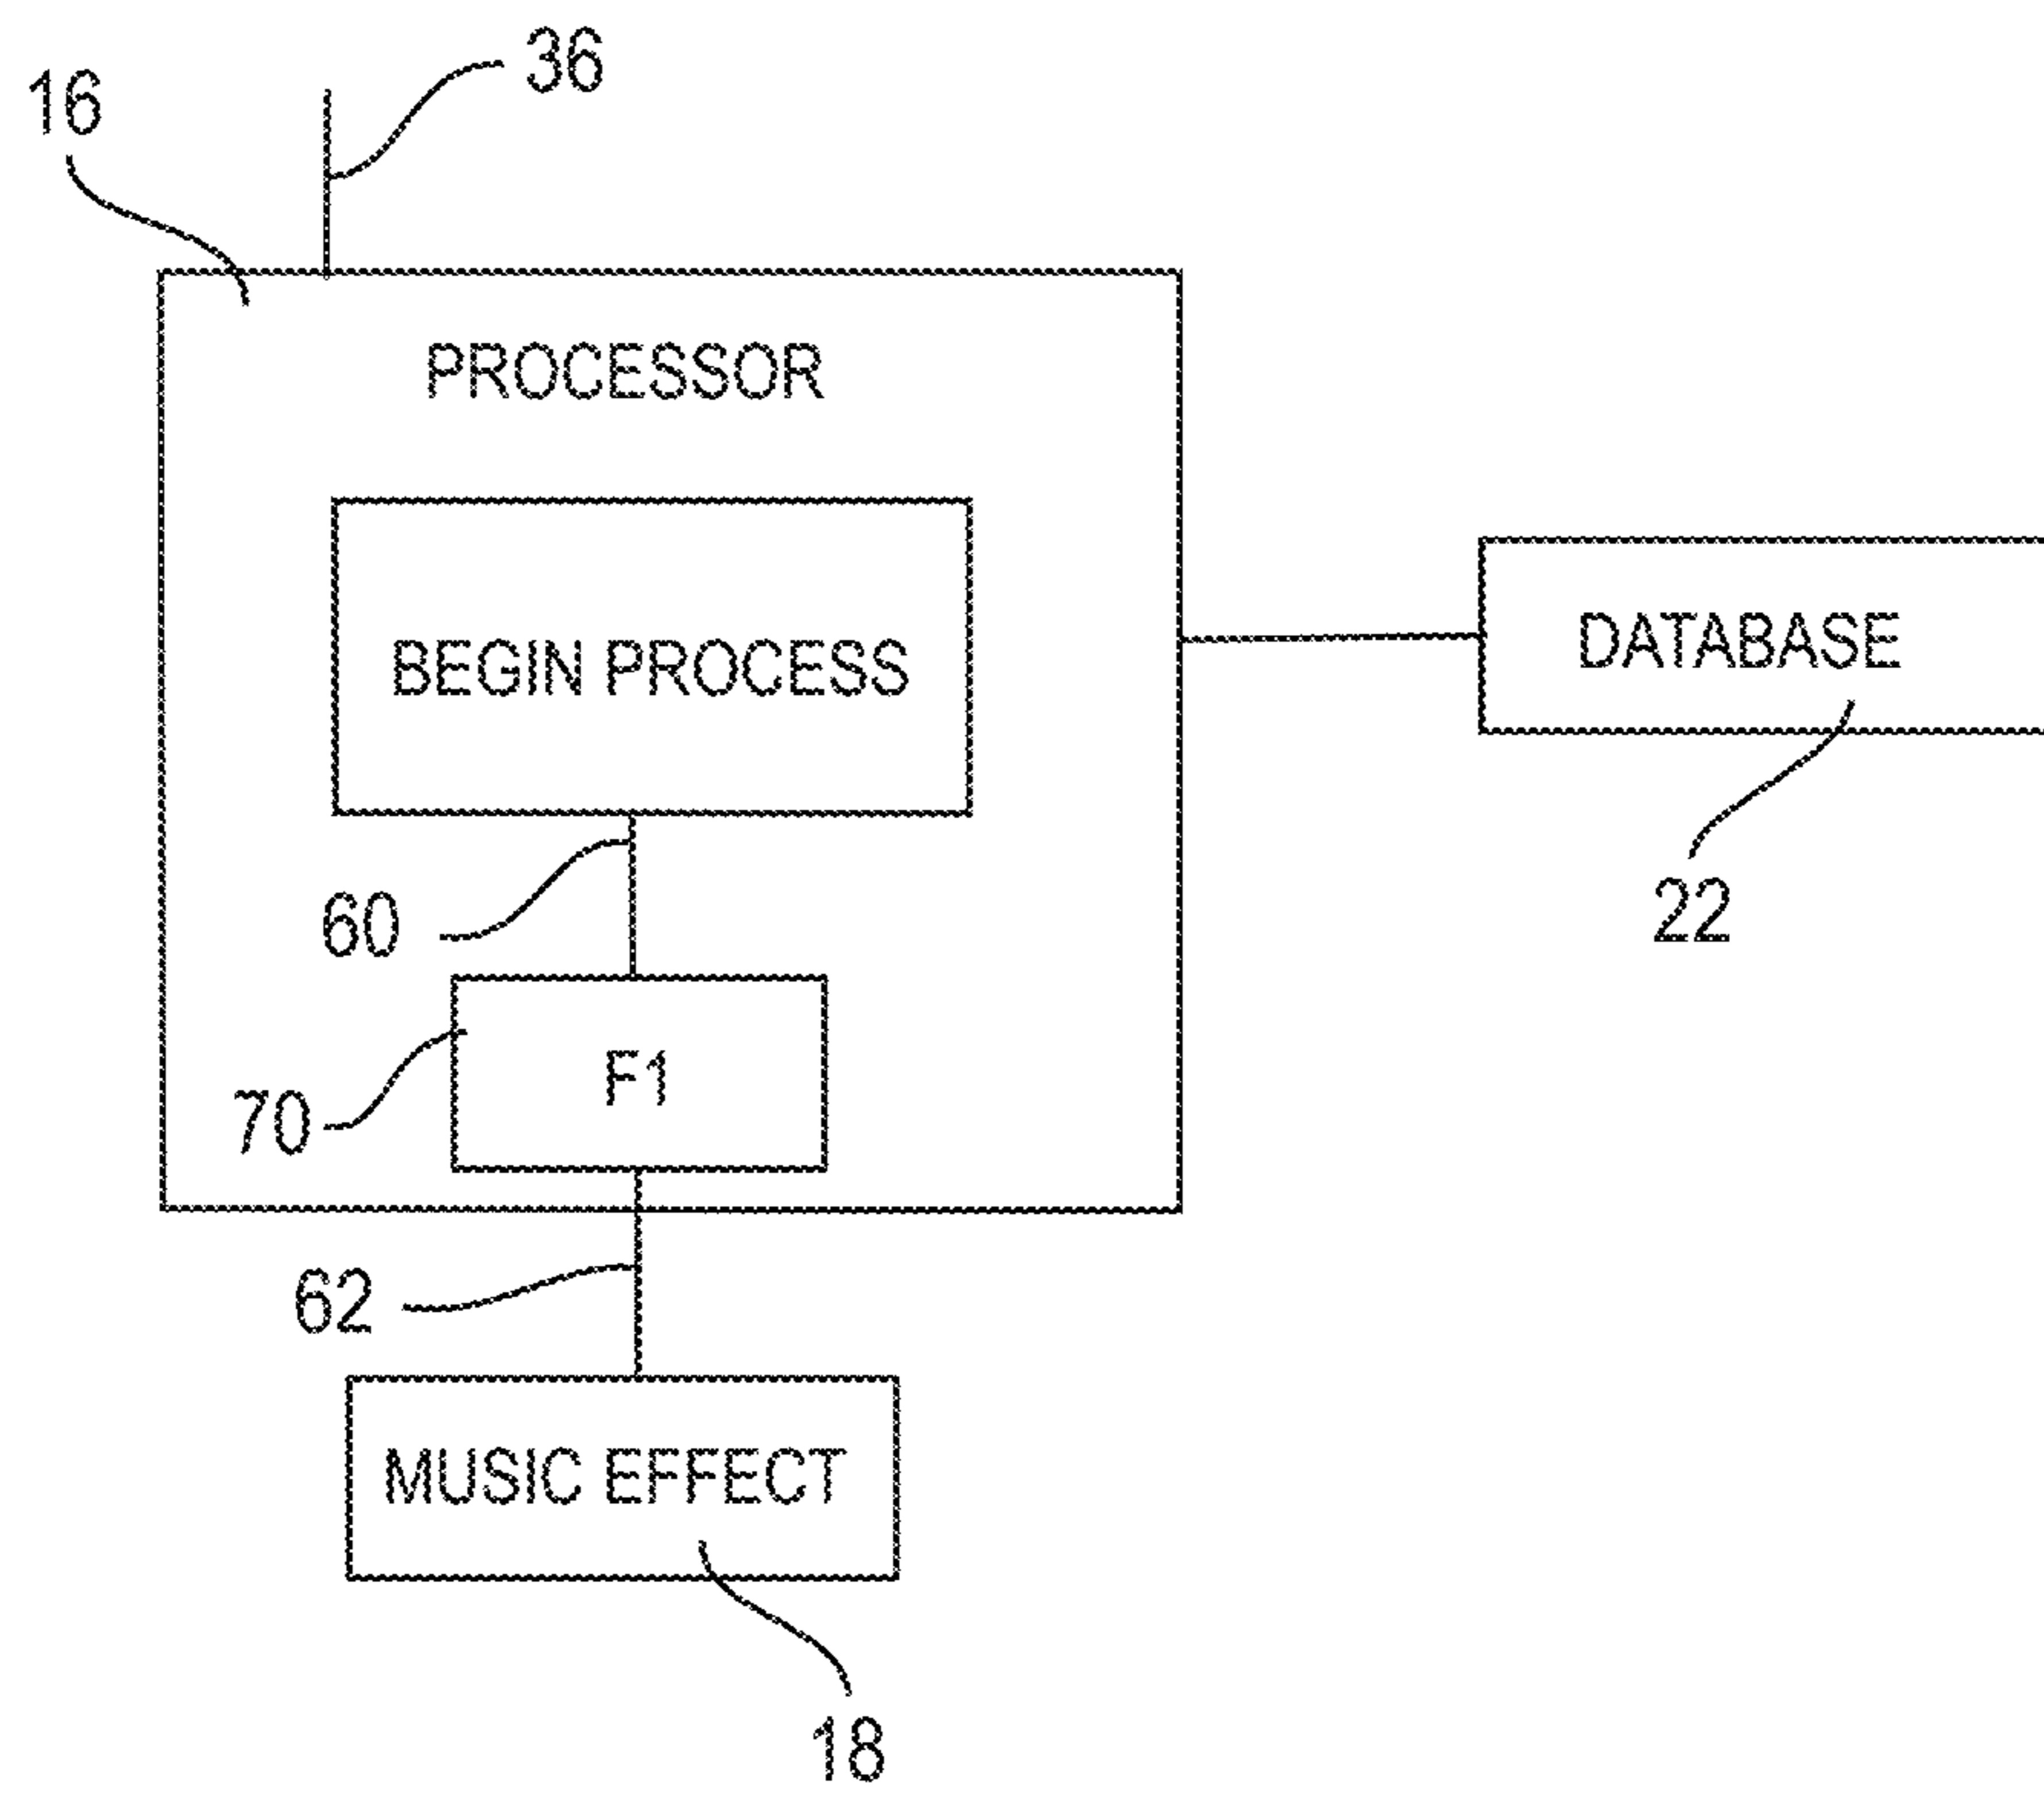 36
16
PROCESSOR
BEGIN PROCESS
DATABASE
60
22
F1
70
62
MUSIC EFFECT
18